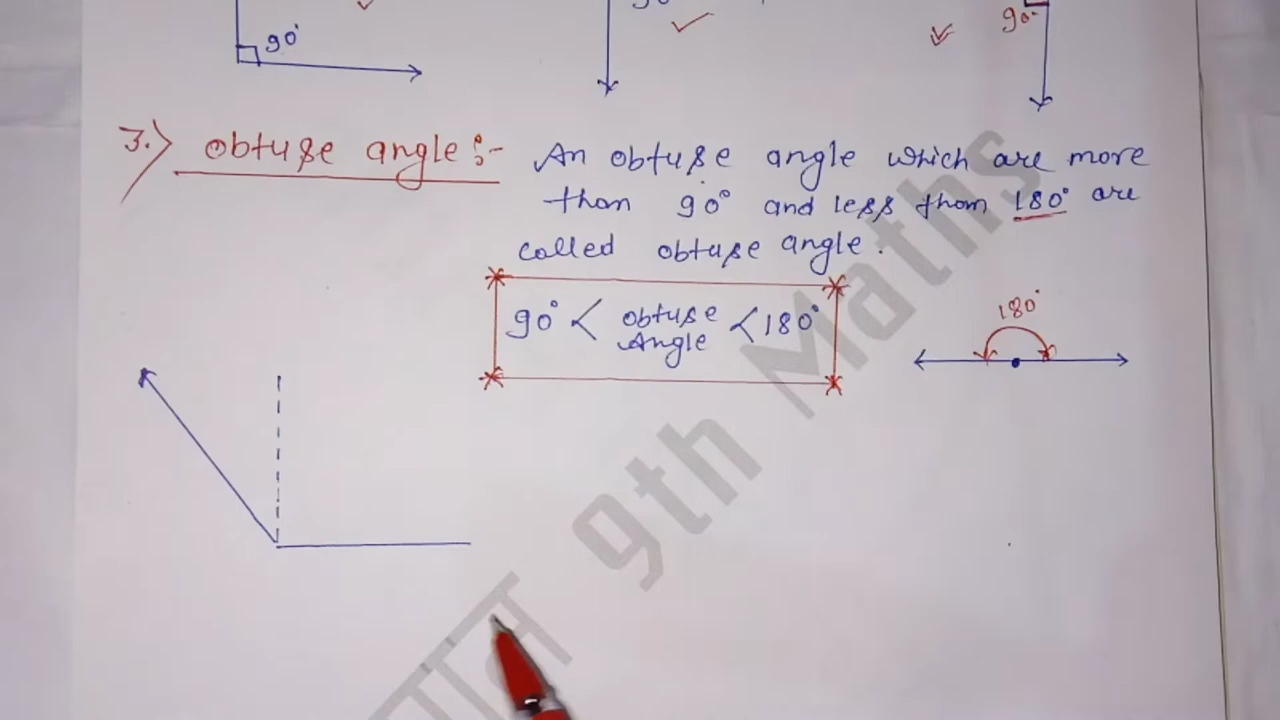 90°
90°
90°
3.) obtuse angle :-
An obtuse angle which are more
than 90° and less than 180° are
called obtuse angle.
90° < obtuse Angle < 180°
180°
9th Maths